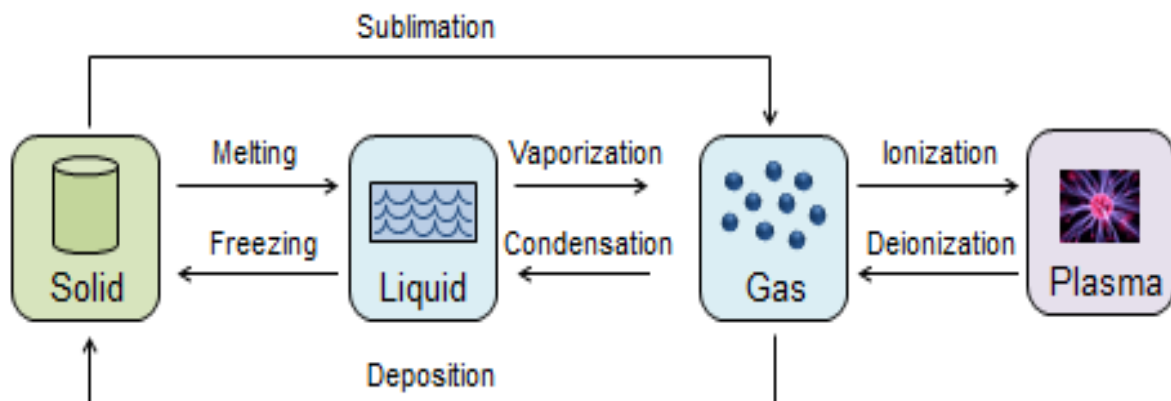 Sublimation
Melting
Vaporization
Ionization
Freezing
Condensation
Deionization
Solid
Liquid
Gas
Plasma
Deposition